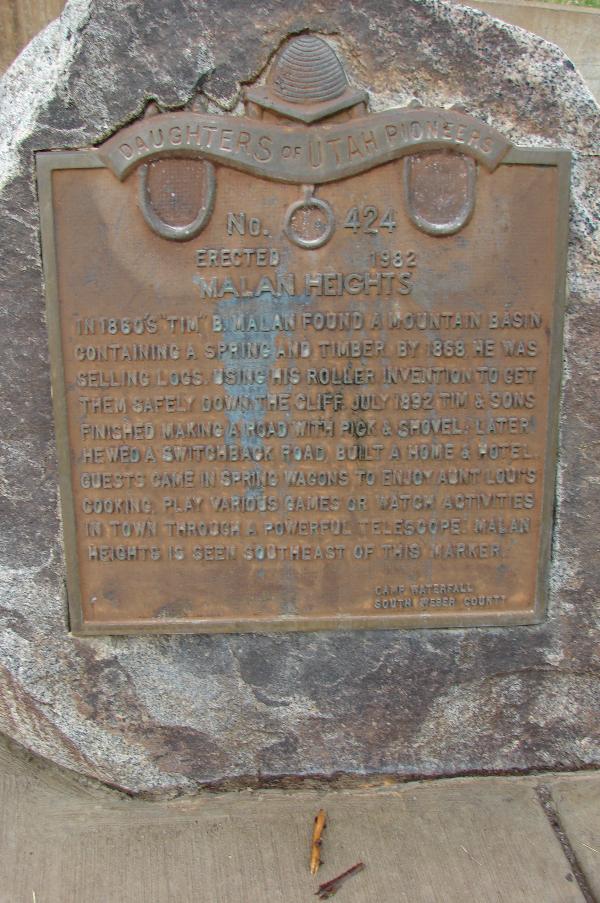 DAUGHTERS OF UTAH PIONEERS
No. 424
ERECTED 1982
MALAN HEIGHTS
IN 1860'S "TIM" B. MALAN FOUND A MOUNTAIN BASIN
CONTAINING A SPRING AND TIMBER. BY 1868 HE WAS
SELLING LOGS. USING HIS ROLLER INVENTION TO GET
THEM SAFELY DOWN THE CLIFF. JULY 1892 TIM & SONS
FINISHED MAKING A ROAD WITH PICK & SHOVEL. LATER
HEWED A SWITCHBACK ROAD, BUILT A HOME & HOTEL.
GUESTS CAME IN SPRING WAGONS TO ENJOY AUNT LOUI'S
COOKING, PLAY VARIOUS GAMES OR WATCH ACTIVITIES
IN TOWN THROUGH A POWERFUL TELESCOPE. MALAN
HEIGHTS IS SEEN SOUTHEAST OF THIS MARKER.
CAMP WATERFALL
SOUTH WEBER COUNTY